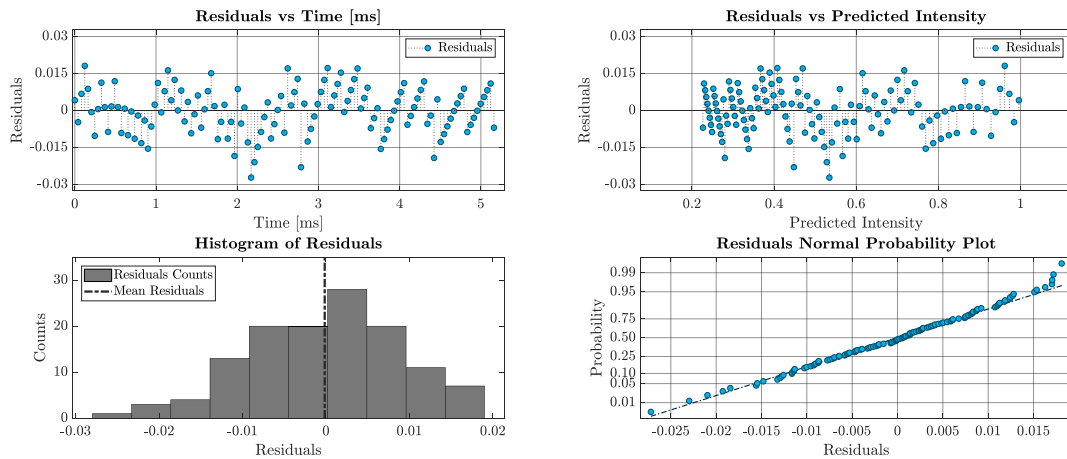 Residuals vs Time [ms]
0.03
0.015
0
-0.015
-0.03
Residuals
Residuals
0 1 2 3 4 5
Time [ms]
Residuals vs Predicted Intensity
0.03
0.015
0
-0.015
-0.03
Residuals
Residuals
0.2 0.4 0.6 0.8 1
Predicted Intensity
Histogram of Residuals
30
20
10
0
Counts
Residuals Counts
Mean Residuals
-0.03 -0.02 -0.01 0 0.01 0.02
Residuals
Residuals Normal Probability Plot
0.99
0.95
0.75
0.50
0.25
0.10
0.05
0.01
Probability
-0.025 -0.02 -0.015 -0.01 -0.005 0 0.005 0.01 0.015
Residuals